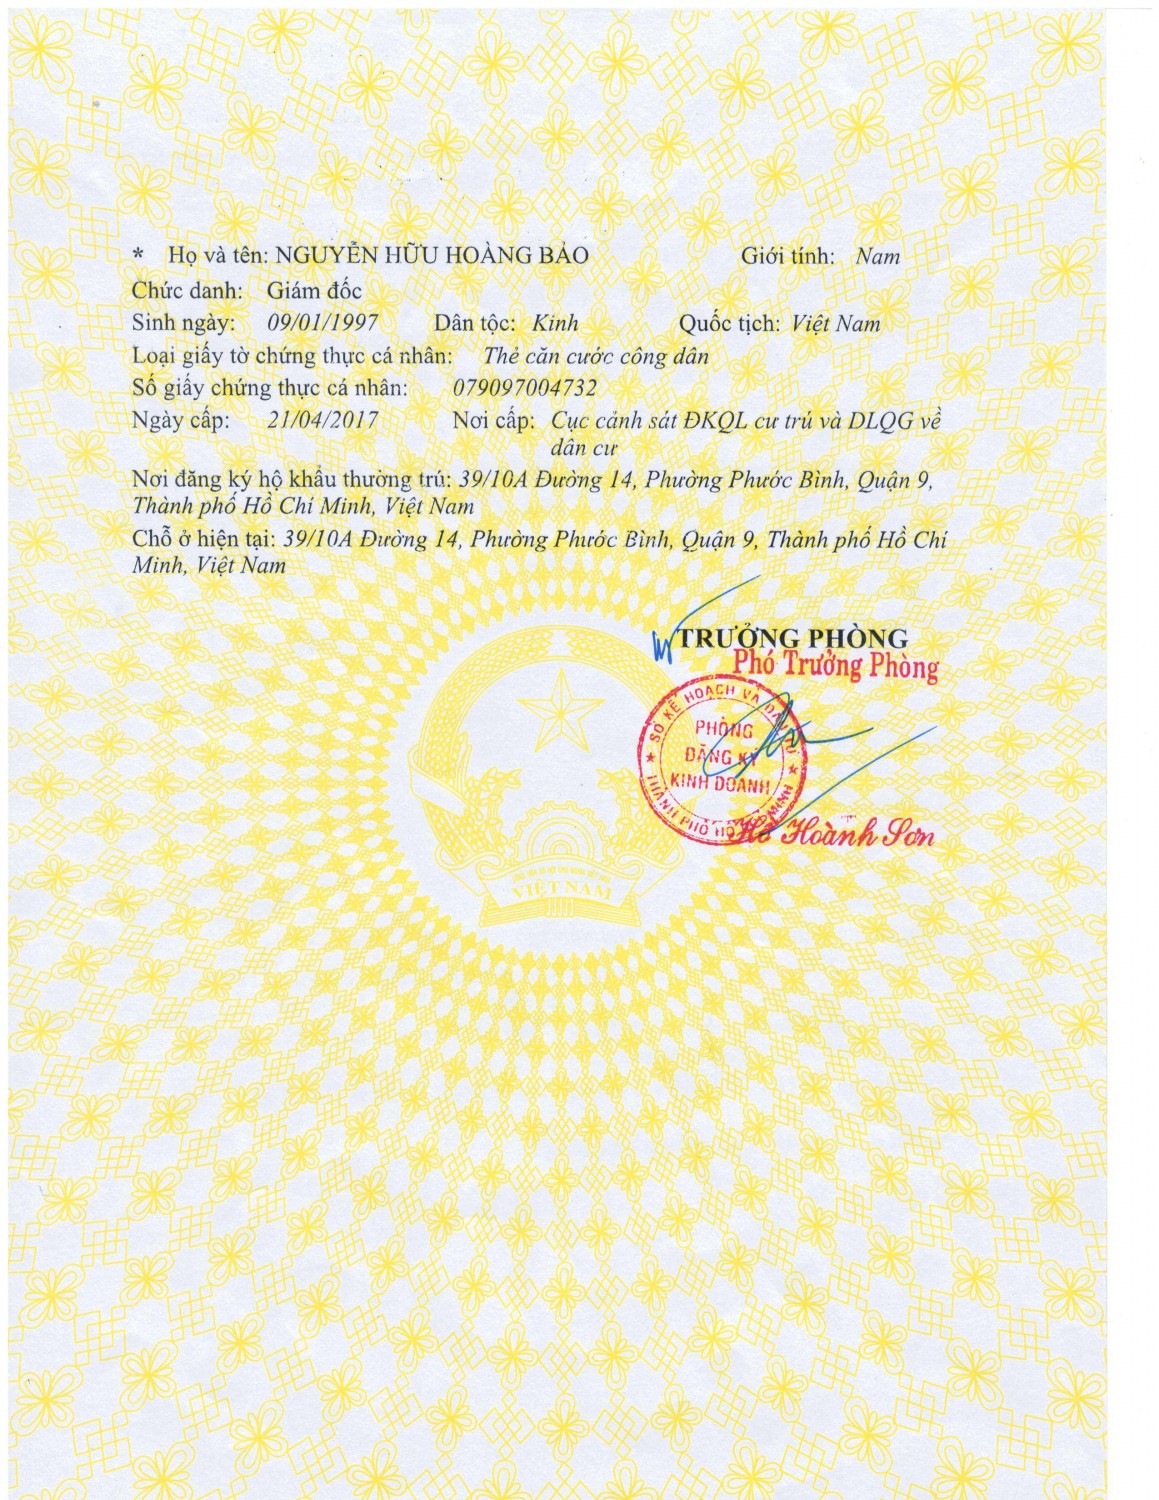 * Họ và tên: NGUYỄN HỮU HOÀNG BẢO Giới tính: Nam
Chức danh: Giám đốc
Sinh ngày: 09/01/1997 Dân tộc: Kinh Quốc tịch: Việt Nam
Loại giấy tờ chứng thực cá nhân: Thẻ căn cước công dân
Số giấy chứng thực cá nhân: 079097004732
Ngày cấp: 21/04/2017 Nơi cấp: Cục cảnh sát ĐKQL cư trú và DLQG về
dân cư
Nơi đăng ký hộ khẩu thường trú: 39/10A Đường 14, Phường Phước Bình, Quận 9,
Thành phố Hồ Chí Minh, Việt Nam
Chỗ ở hiện tại: 39/10A Đường 14, Phường Phước Bình, Quận 9, Thành phố Hồ Chí
Minh, Việt Nam
TRƯỞNG PHÒNG
Phó Trưởng Phòng
SỞ KẾ HOẠCH VÀ ĐẦU TƯ
PHÒNG
ĐĂNG KÝ
KINH DOANH
THÀNH PHỐ HỒ CHÍ MINH
Hồ Hoành Sơn
VIỆT NAM